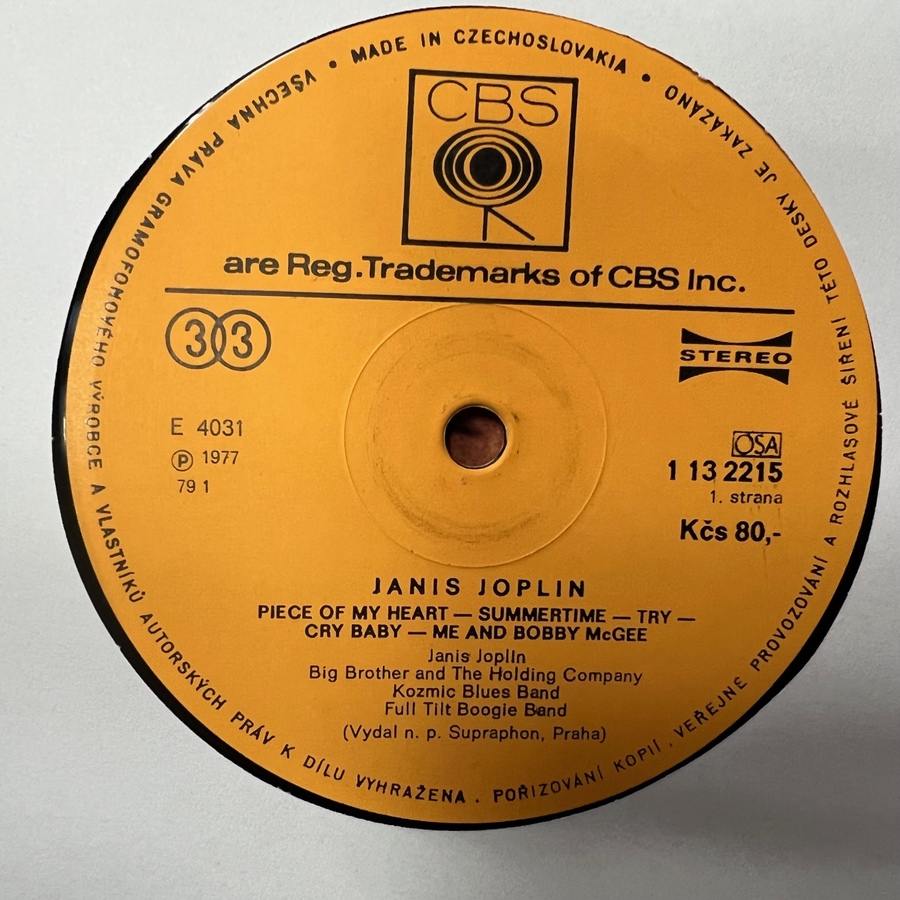 • MADE IN CZECHOSLOVAKIA •
VŠECHNA PRÁVA GRAMOFONOVÉHO VÝROBCE A VLASTNÍKŮ AUTORSKÝCH PRÁV K DÍLU VYHRAŽENA . POŘIZOVÁNÍ KOPIÍ , VEŘEJNÉ PROVOZOVÁNÍ A ROZHLASOVÉ ŠÍŘENÍ TÉTO DESKY JE ZAKÁZÁNO
CBS
are Reg.Trademarks of CBS Inc.
33
STEREO
E 4031
Ⓟ 1977
79 1
OSA
1 13 2215
1. strana
Kčs 80,-
JANIS JOPLIN
PIECE OF MY HEART — SUMMERTIME — TRY —
CRY BABY — ME AND BOBBY McGEE
Janis Joplin
Big Brother and The Holding Company
Kozmic Blues Band
Full Tilt Boogie Band
(Vydal n. p. Supraphon, Praha)